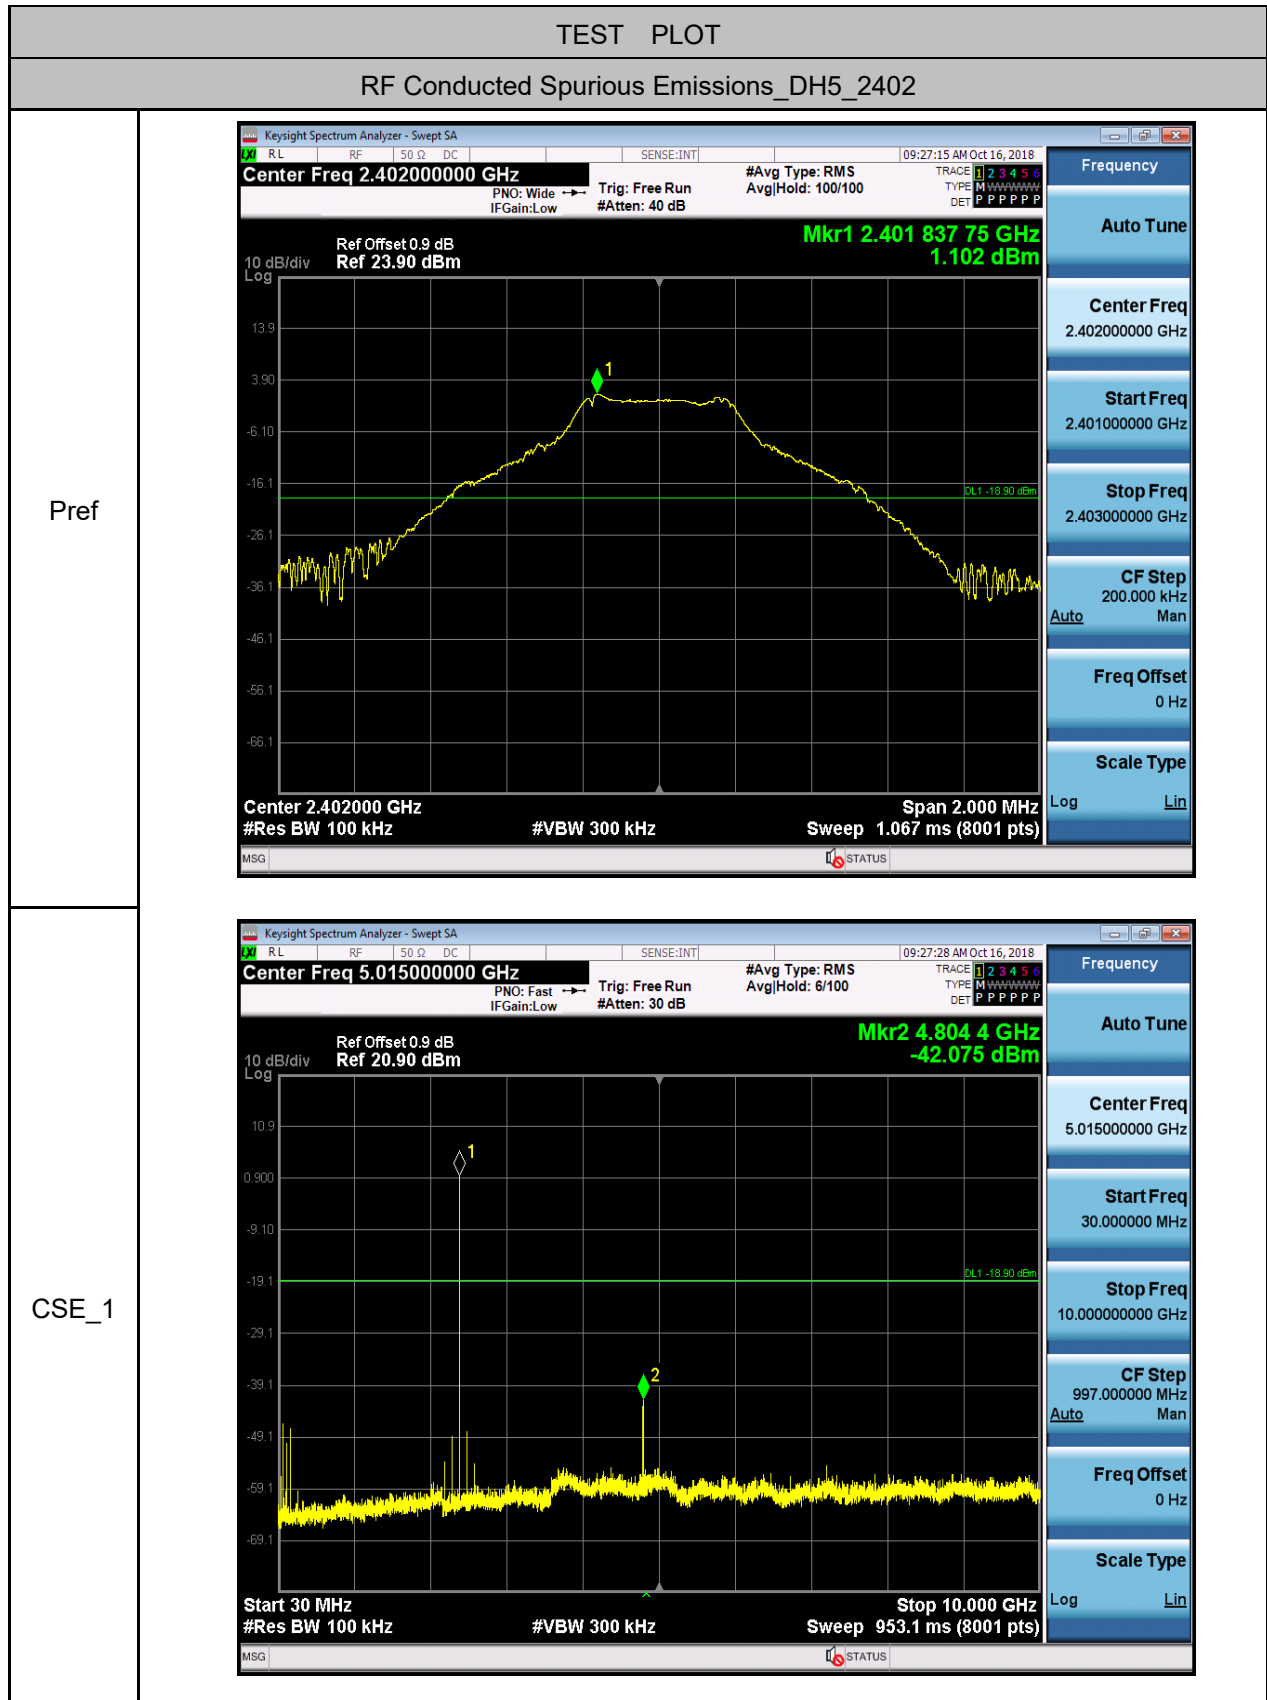 TEST PLOT
RF Conducted Spurious Emissions_DH5_2402
Pref
Keysight Spectrum Analyzer - Swept SA
LXI RL RF 50 Ω DC SENSE:INT 09:27:15 AM Oct 16, 2018
Center Freq 2.402000000 GHz
PNO: Wide
IFGain:Low
Trig: Free Run
#Atten: 40 dB
#Avg Type: RMS
Avg|Hold: 100/100
TRACE 1 2 3 4 5 6
TYPE M WWWWW
DET P P P P P P
Mkr1 2.401 837 75 GHz
1.102 dBm
Ref Offset 0.9 dB
10 dB/div Ref 23.90 dBm
Log
13.9
3.90
-6.10
-16.1
-26.1
-36.1
-46.1
-56.1
-66.1
1
DL1 -18.90 dBm
Center 2.402000 GHz Span 2.000 MHz
#Res BW 100 kHz #VBW 300 kHz Sweep 1.067 ms (8001 pts)
MSG STATUS
Frequency
Auto Tune
Center Freq
2.402000000 GHz
Start Freq
2.401000000 GHz
Stop Freq
2.403000000 GHz
CF Step
200.000 kHz
Auto Man
Freq Offset
0 Hz
Scale Type
Log Lin
CSE_1
Keysight Spectrum Analyzer - Swept SA
LXI RL RF 50 Ω DC SENSE:INT 09:27:28 AM Oct 16, 2018
Center Freq 5.015000000 GHz
PNO: Fast
IFGain:Low
Trig: Free Run
#Atten: 30 dB
#Avg Type: RMS
Avg|Hold: 6/100
TRACE 1 2 3 4 5 6
TYPE M WWWWW
DET P P P P P P
Mkr2 4.804 4 GHz
-42.075 dBm
Ref Offset 0.9 dB
10 dB/div Ref 20.90 dBm
Log
10.9
0.900
-9.10
-19.1
-29.1
-39.1
-49.1
-59.1
-69.1
1
2
DL1 -18.90 dBm
Start 30 MHz Stop 10.000 GHz
#Res BW 100 kHz #VBW 300 kHz Sweep 953.1 ms (8001 pts)
MSG STATUS
Frequency
Auto Tune
Center Freq
5.015000000 GHz
Start Freq
30.000000 MHz
Stop Freq
10.000000000 GHz
CF Step
997.000000 MHz
Auto Man
Freq Offset
0 Hz
Scale Type
Log Lin